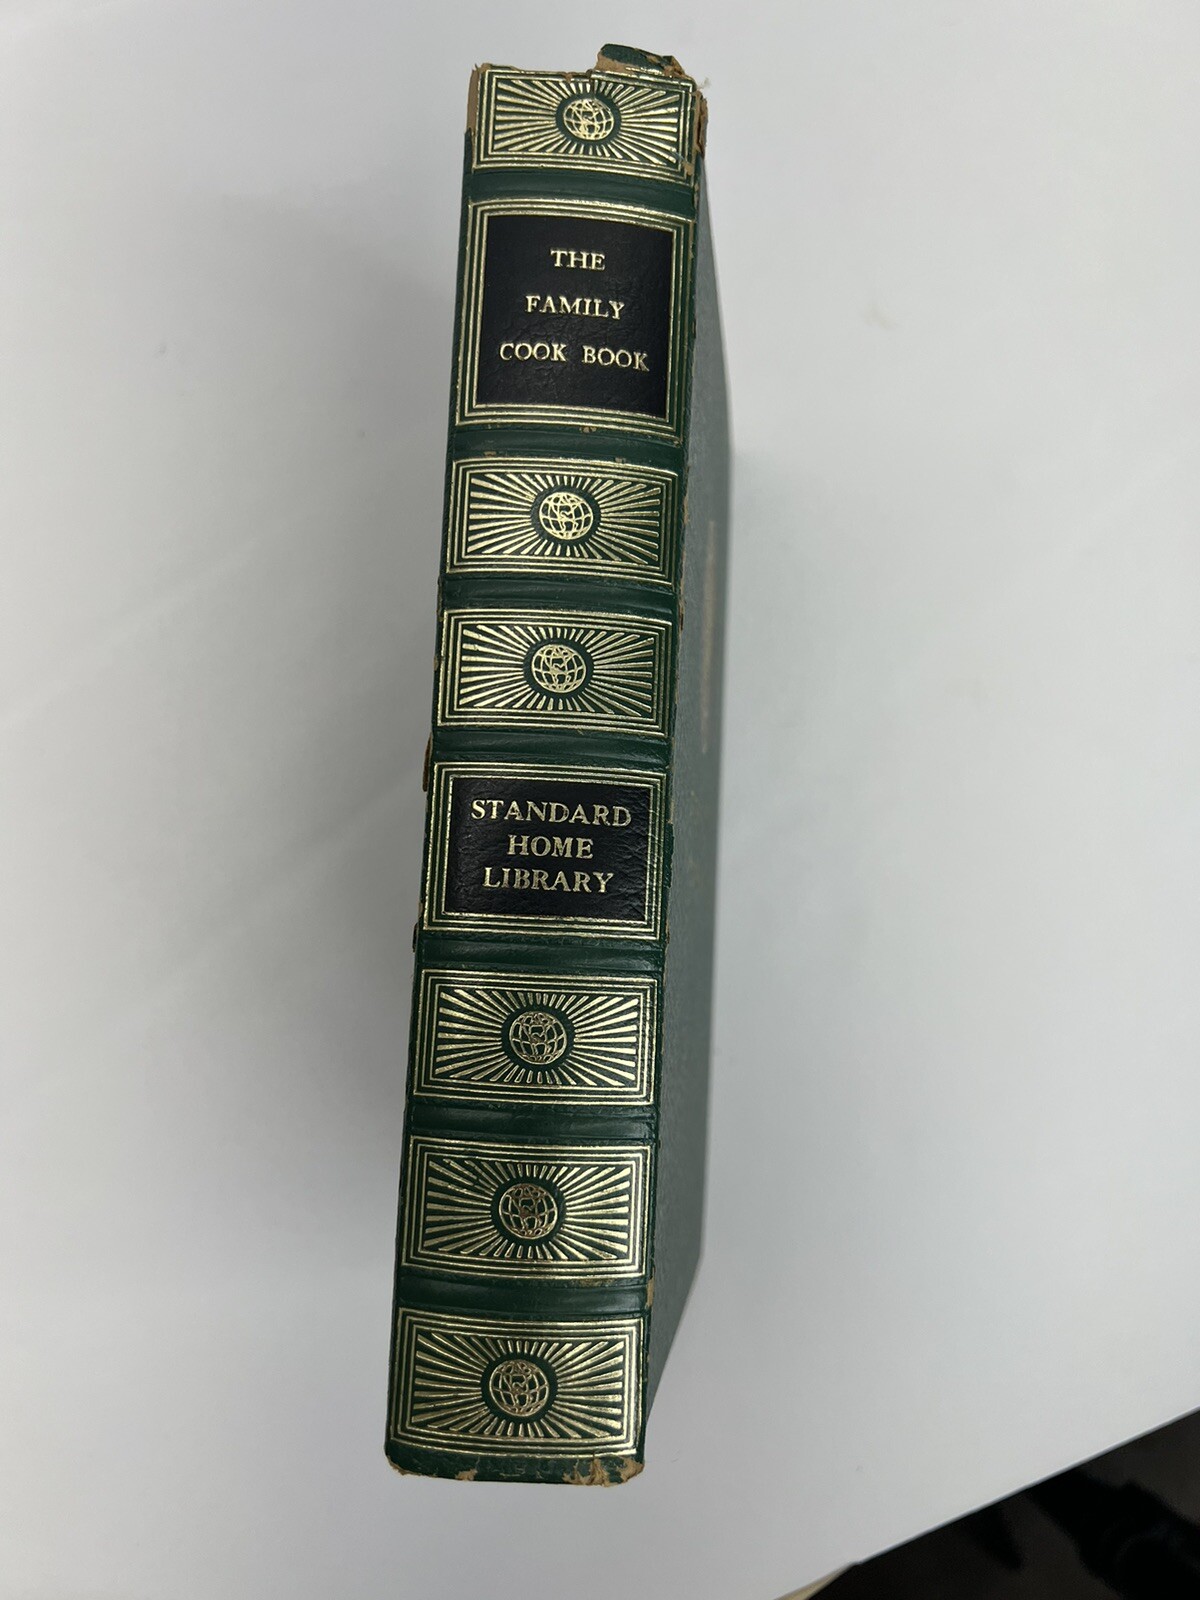 THE
FAMILY
COOK BOOK
STANDARD
HOME
LIBRARY